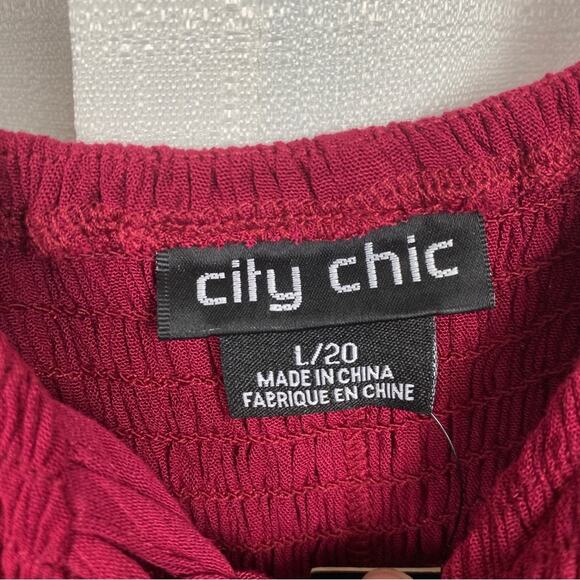 city chic
L/20
MADE IN CHINA
FABRIQUE EN CHINE